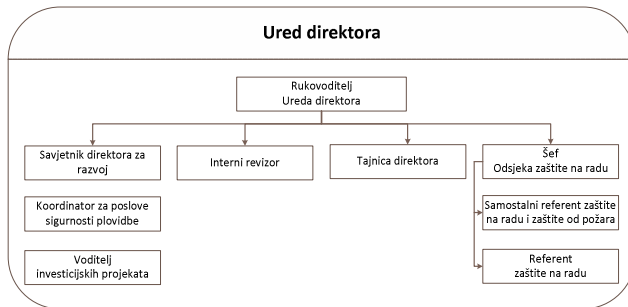 Ured direktora
Rukovoditelj
Ureda direktora
Savjetnik direktora za
razvoj
Interni revizor
Tajnica direktora
Šef
Odsjeka zaštite na radu
Koordinator za poslove
sigurnosti plovidbe
Samostalni referent zaštite
na radu i zaštite od požara
Voditelj
investicijskih projekata
Referent
zaštite na radu